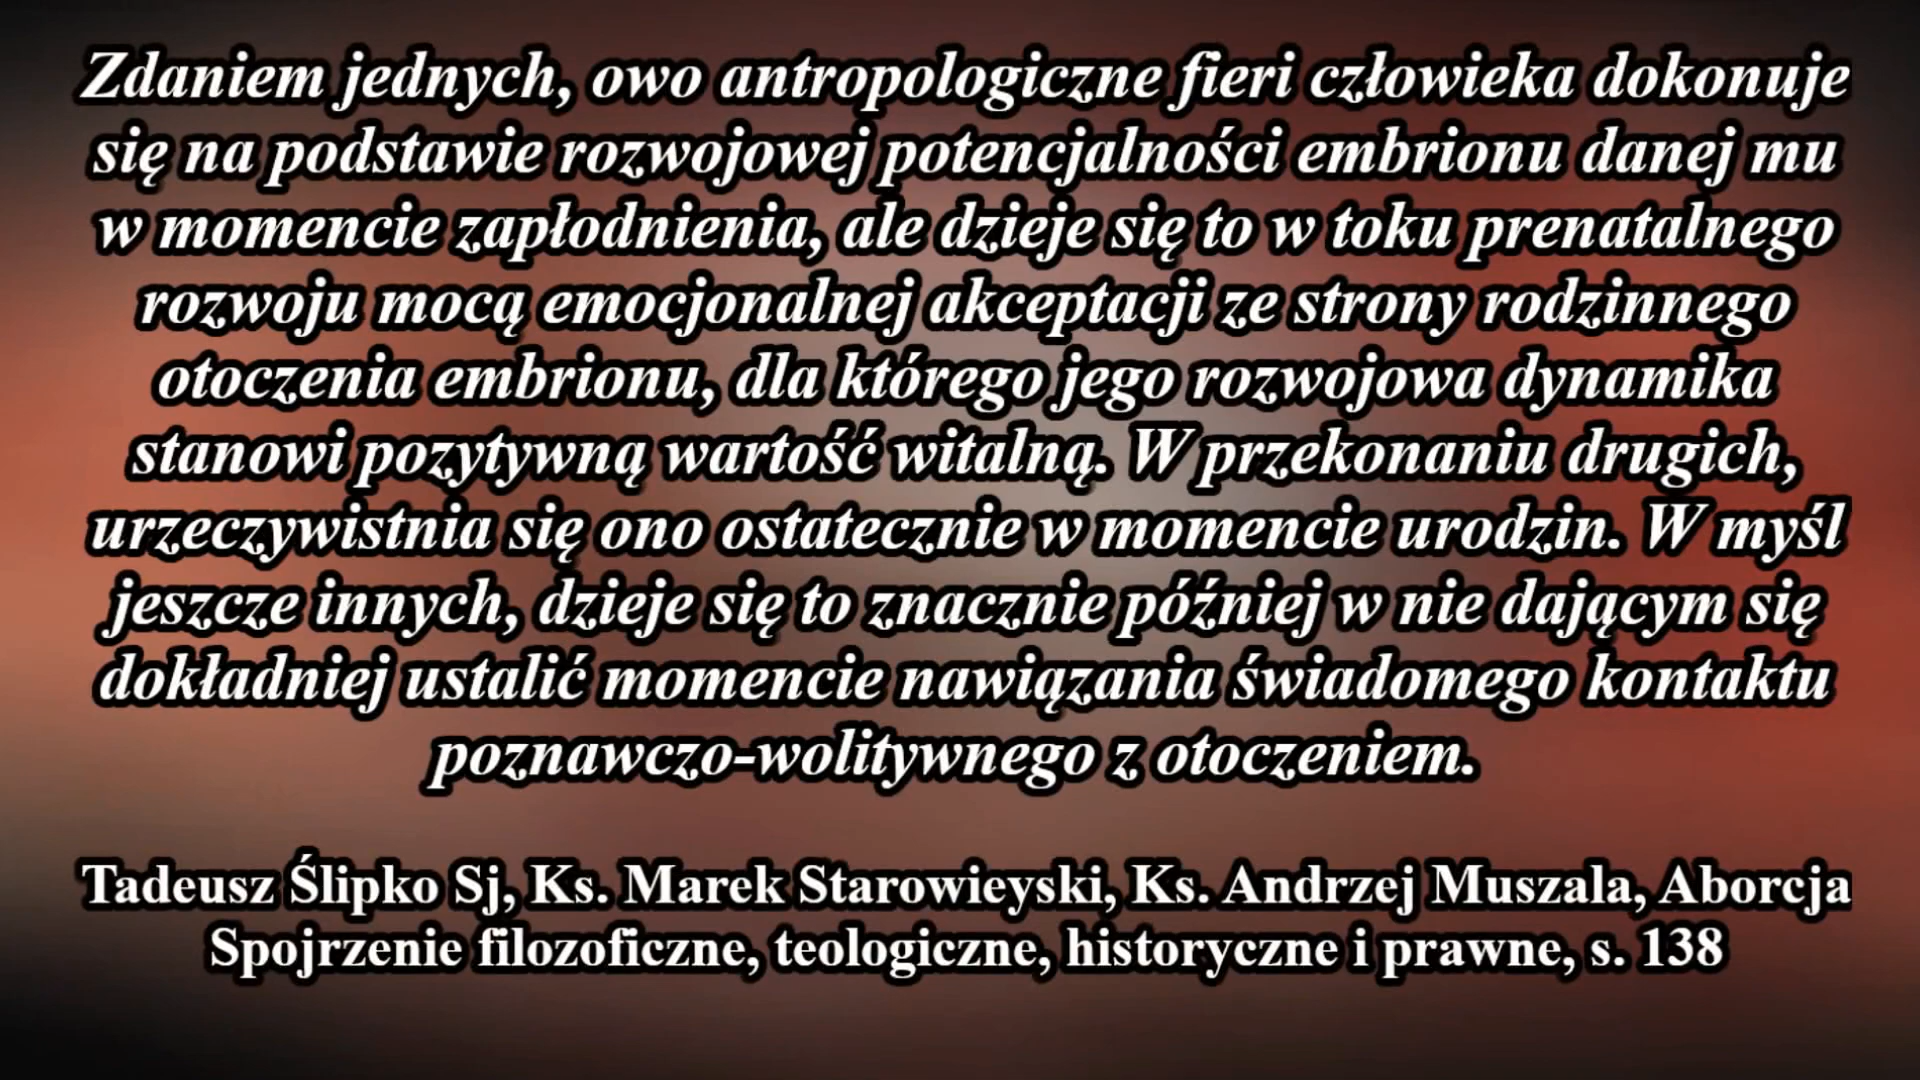 Zdaniem jednych, owo antropologiczne fieri człowieka dokonuje
się na podstawie rozwojowej potencjalności embrionu danej mu
w momencie zapłodnienia, ale dzieje się to w toku prenatalnego
rozwoju mocą emocjonalnej akceptacji ze strony rodzinnego
otoczenia embrionu, dla którego jego rozwojowa dynamika
stanowi pozytywną wartość witalną. W przekonaniu drugich,
urzeczywistnia się ono ostatecznie w momencie urodzin. W myśl
jeszcze innych, dzieje się to znacznie później w nie dającym się
dokładniej ustalić momencie nawiązania świadomego kontaktu
poznawczo-wolitywnego z otoczeniem.
Tadeusz Ślipko Sj, Ks. Marek Starowieyski, Ks. Andrzej Muszala, Aborcja
Spojrzenie filozoficzne, teologiczne, historyczne i prawne, s. 138